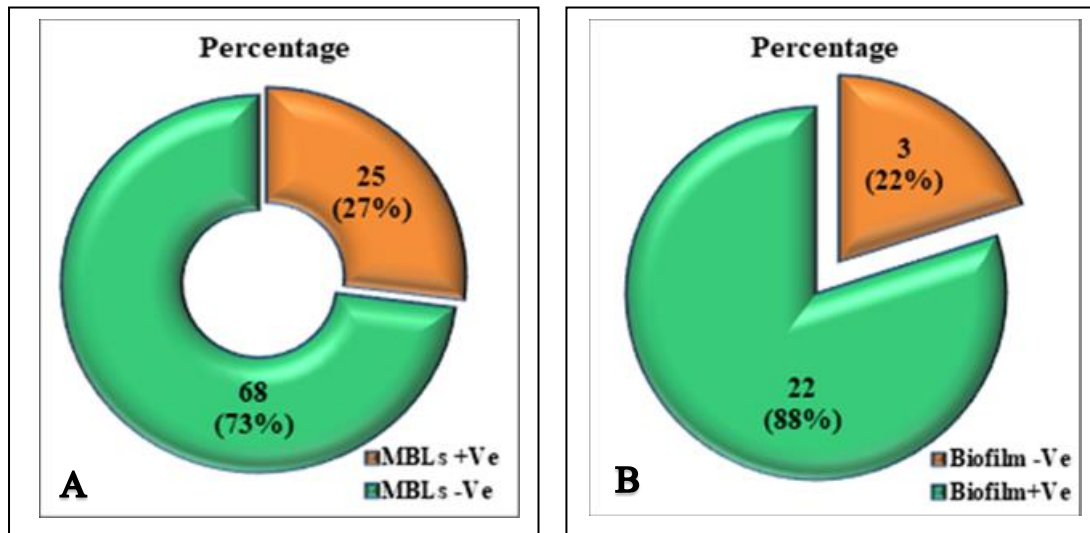 Percentage
25
(27%)
68
(73%)
MBLs +Ve
MBLs -Ve
A
Percentage
3
(22%)
22
(88%)
Biofilm -Ve
Biofilm+Ve
B